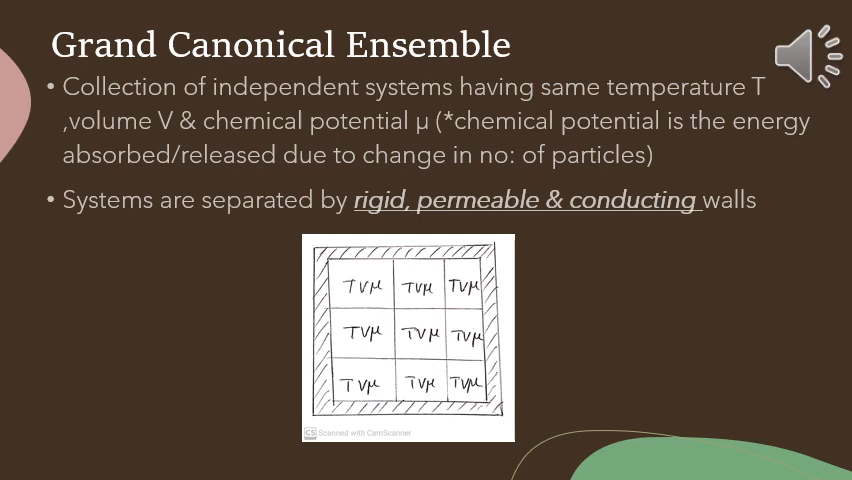 Grand Canonical Ensemble
• Collection of independent systems having same temperature T
,volume V & chemical potential μ (*chemical potential is the energy
absorbed/released due to change in no: of particles)
• Systems are separated by rigid, permeable & conducting walls
TVμ TVμ TVμ
TVμ TVμ TVμ
TVμ TVμ TVμ
CS Scanned with CamScanner